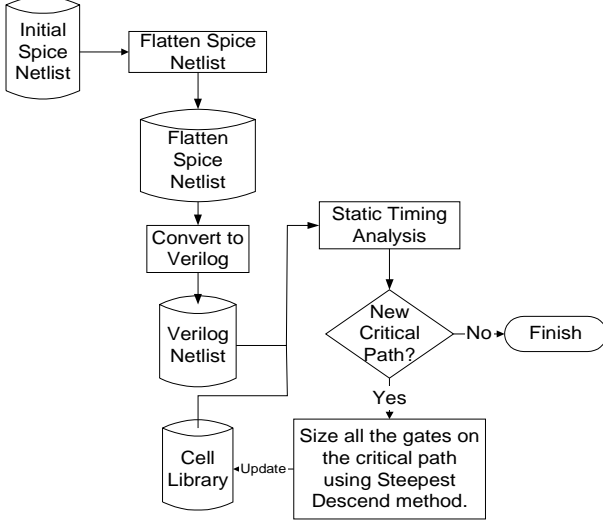 Initial
Spice
Netlist
Flatten Spice
Netlist
Flatten
Spice
Netlist
Convert to
Verilog
Verilog
Netlist
Cell
Library
Static Timing
Analysis
New
Critical
Path?
No
Finish
Yes
Size all the gates on
the critical path
using Steepest
Descend method.
Update